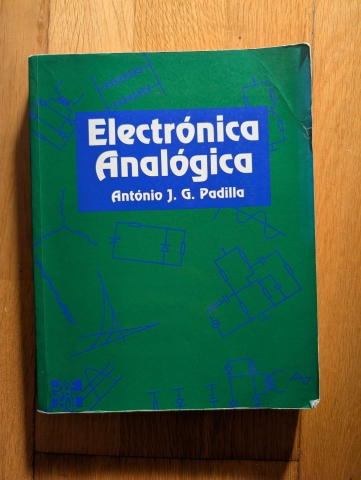 Electrónica
Analógica
António J. G. Padilla